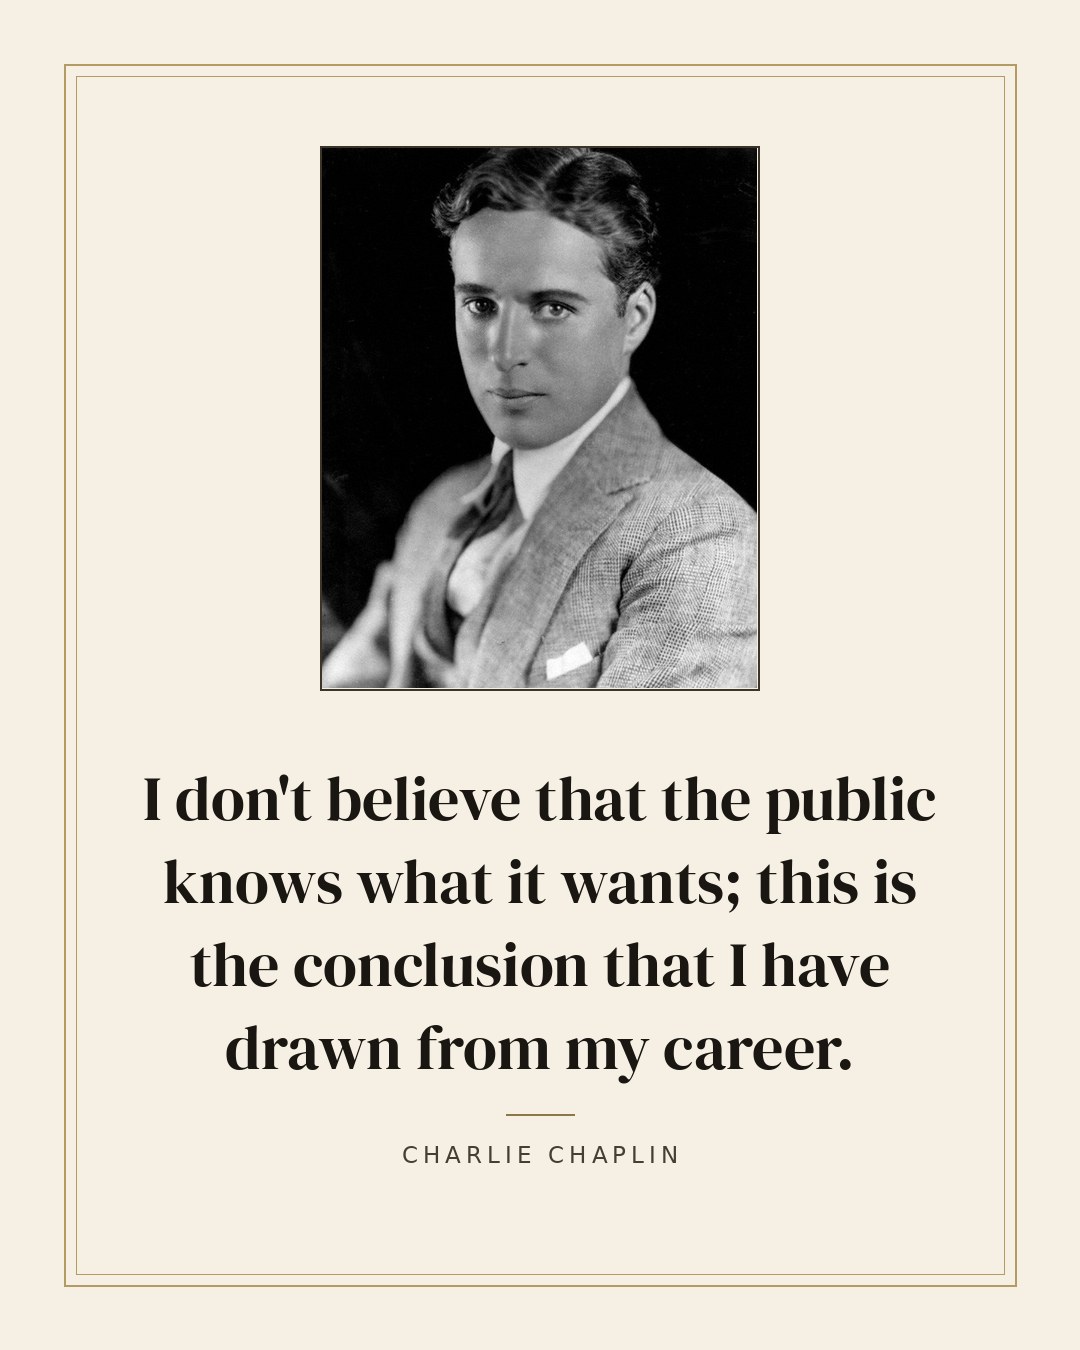 I don't believe that the public
knows what it wants; this is
the conclusion that I have
drawn from my career.
CHARLIE CHAPLIN